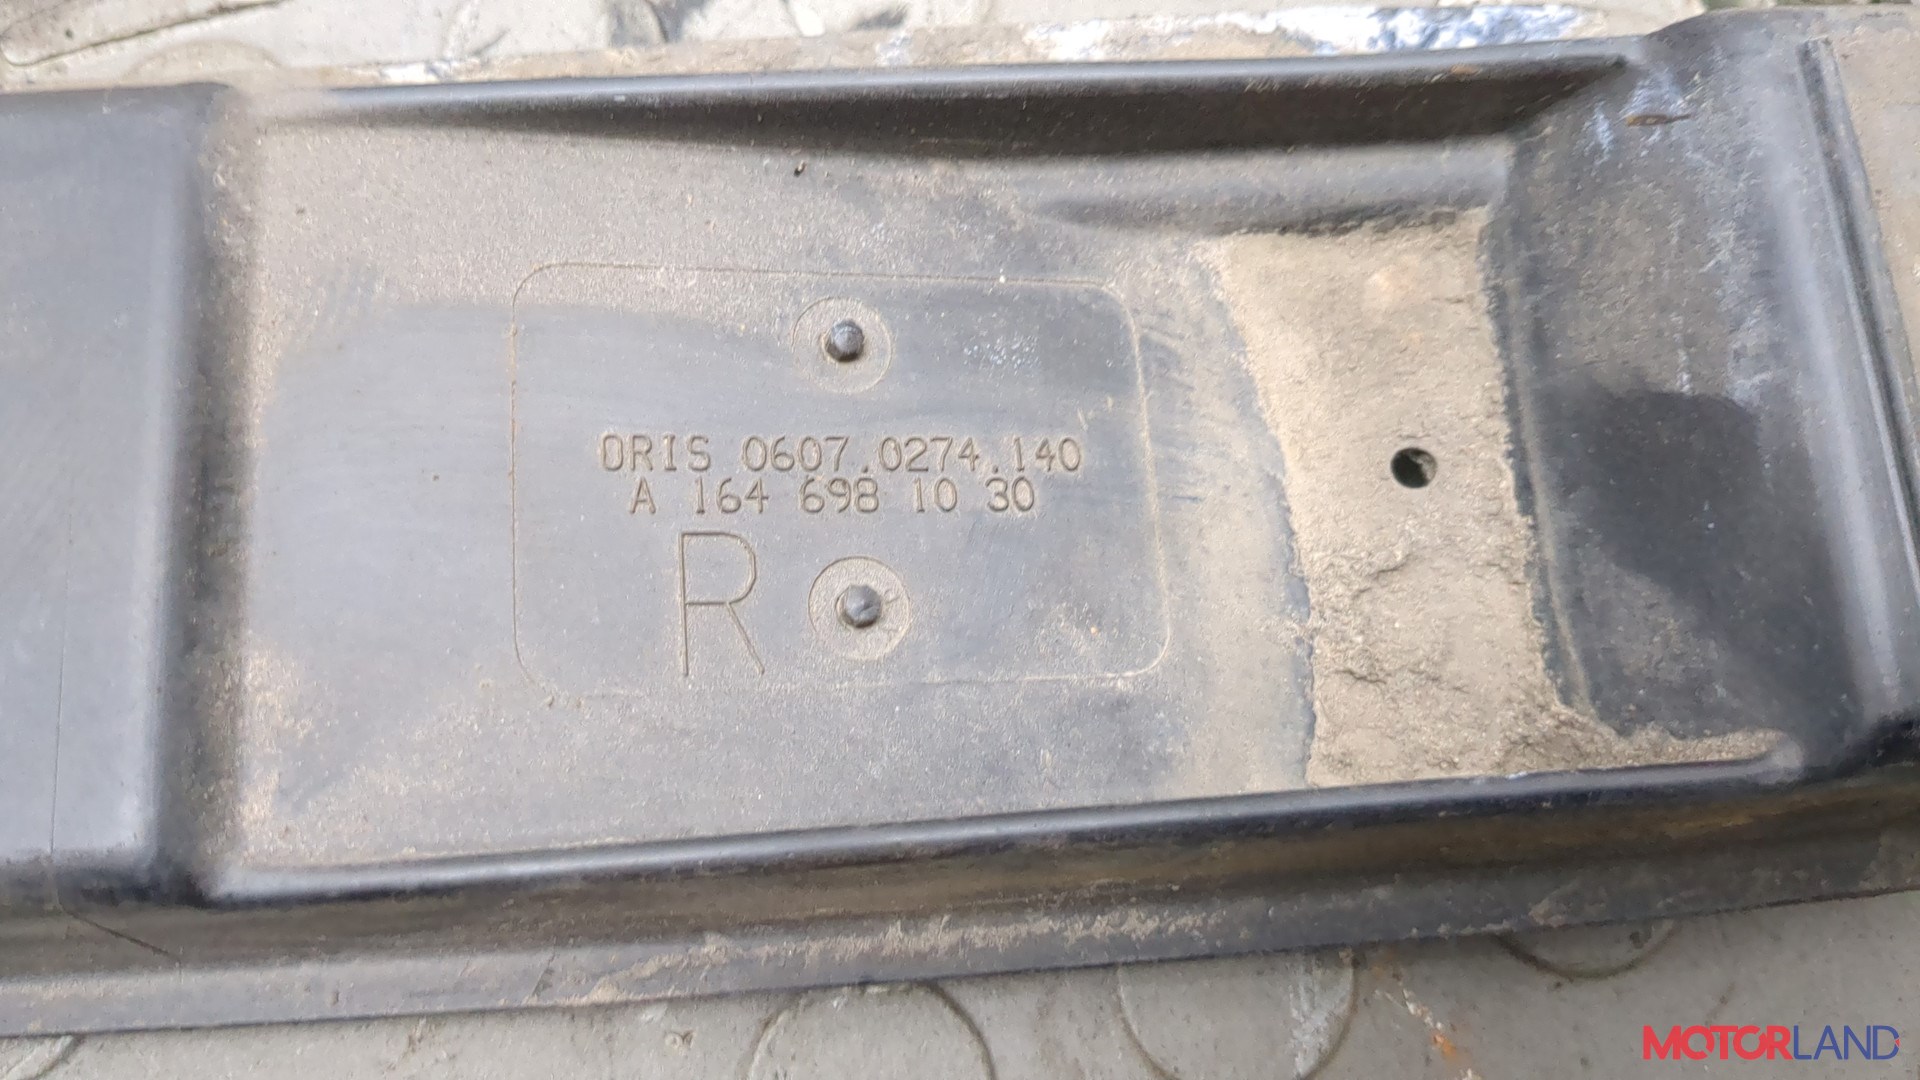 ORIS 0607.0274.140
A 164 698 10 30
R
MOTORLAND